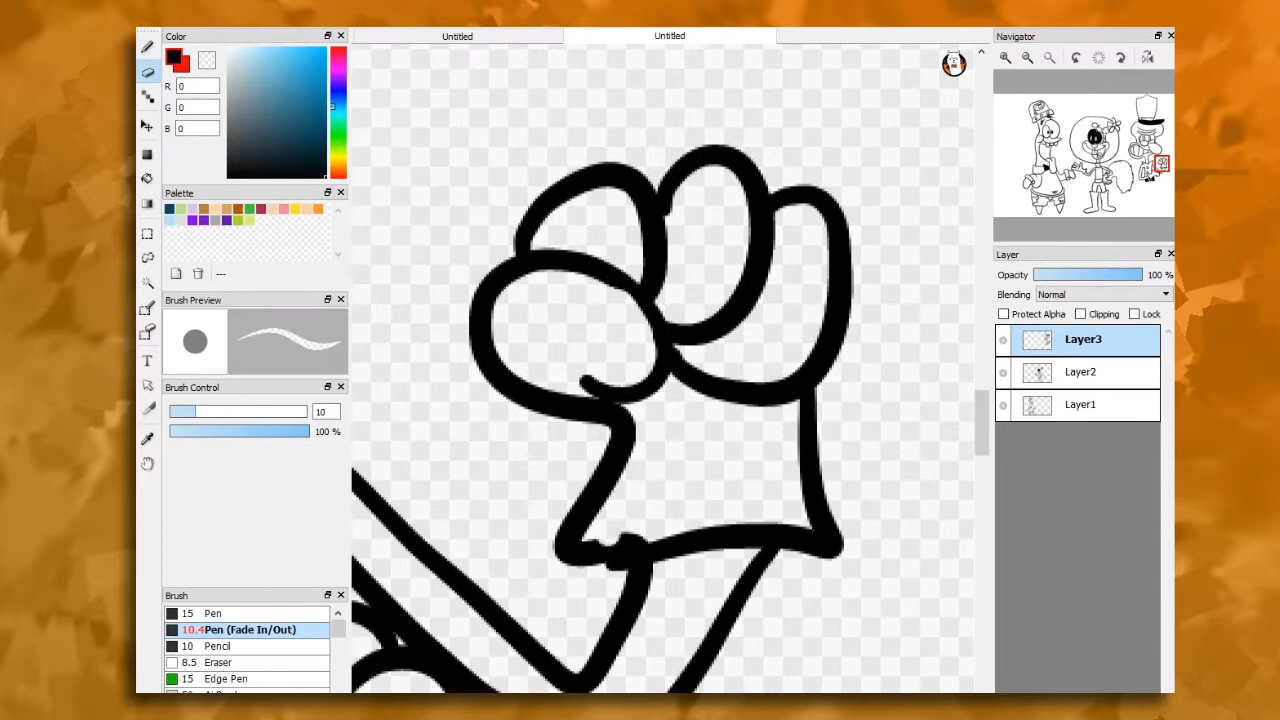 Color
Untitled
Untitled
Navigator
R 0
G 0
B 0
Palette
---
Brush Preview
Brush Control
10
100 %
Layer
Opacity 100 %
Blending Normal
Protect Alpha Clipping Lock
Layer3
Layer2
Layer1
T
Brush
15 Pen
10.4 Pen (Fade In/Out)
10 Pencil
8.5 Eraser
15 Edge Pen